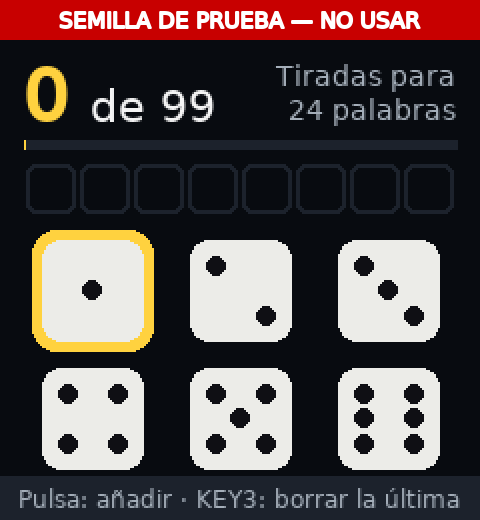 SEMILLA DE PRUEBA — NO USAR
0 de 99
Tiradas para
24 palabras
Pulsa: añadir · KEY3: borrar la última